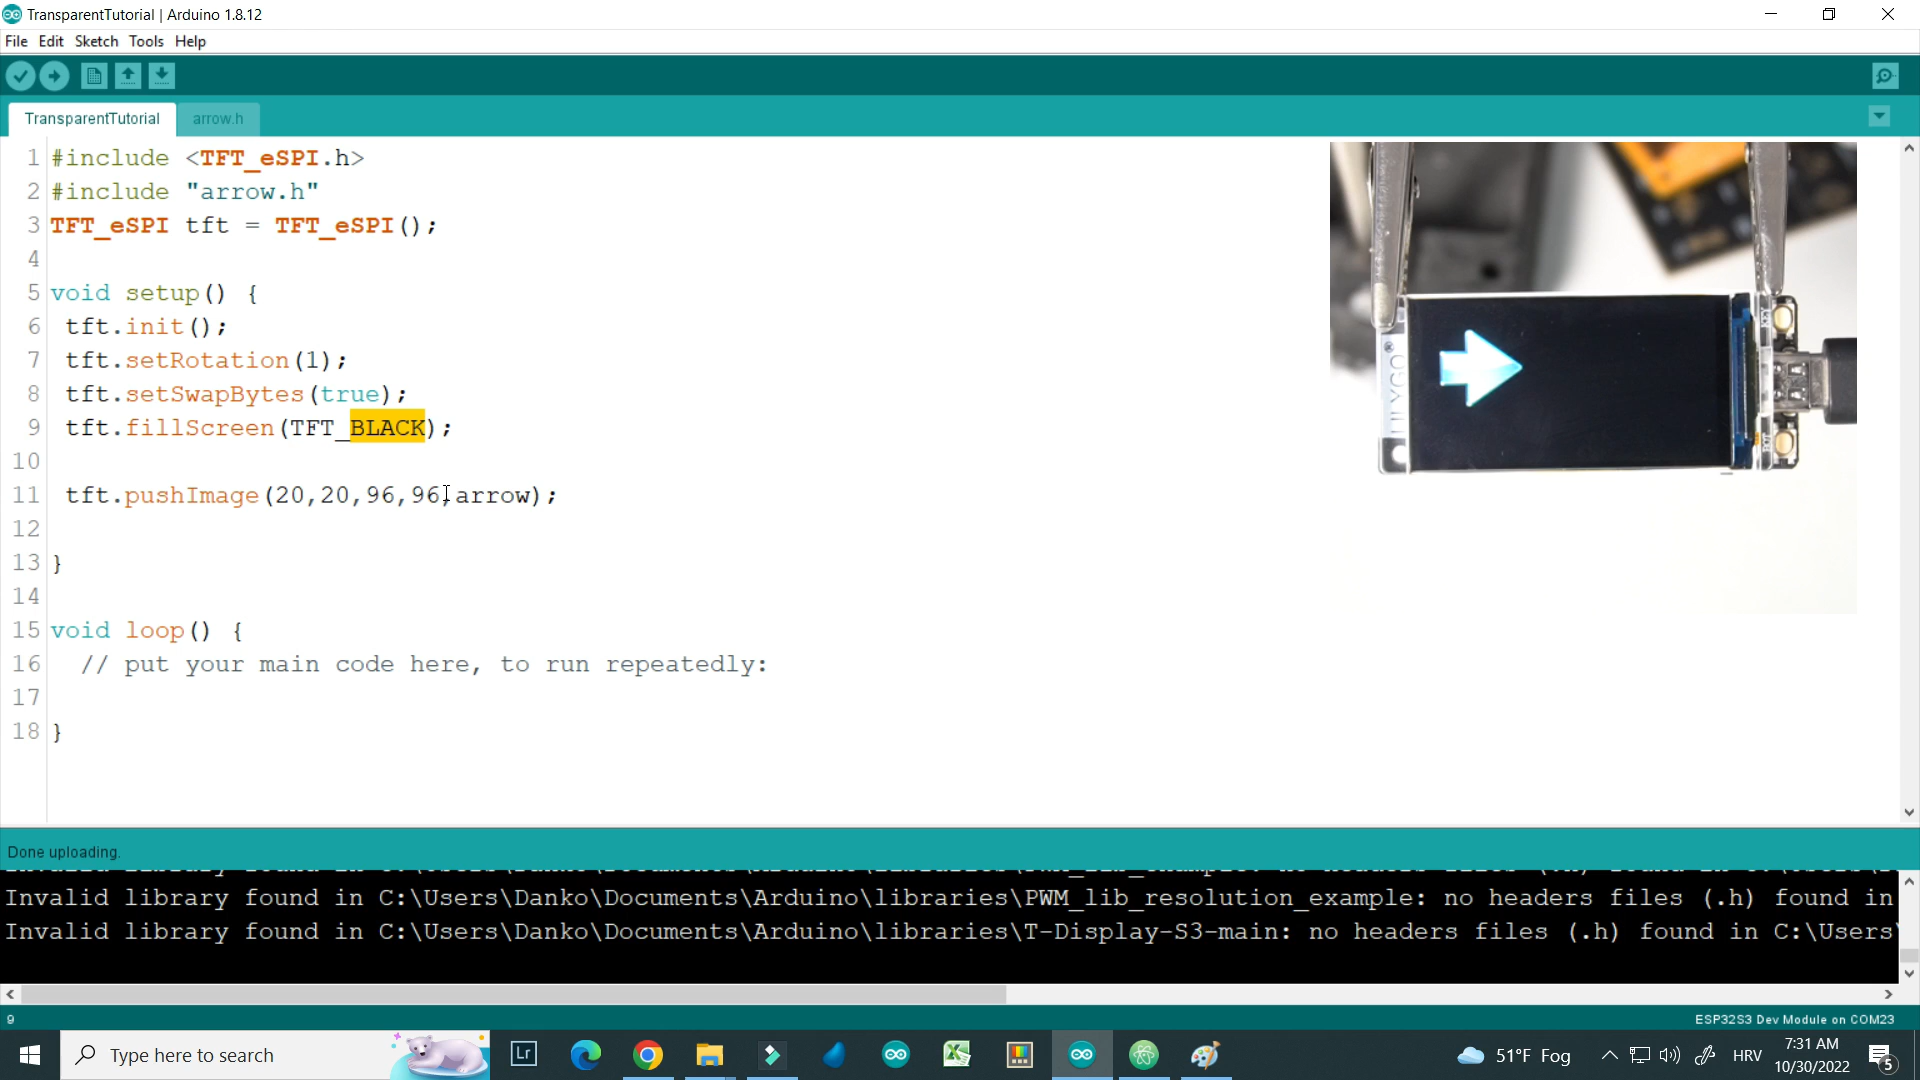 TransparentTutorial | Arduino 1.8.12
File Edit Sketch Tools Help
TransparentTutorial arrow.h
1 #include <TFT_eSPI.h>
2 #include "arrow.h"
3 TFT_eSPI tft = TFT_eSPI();
4
5 void setup() {
6 tft.init();
7 tft.setRotation(1);
8 tft.setSwapBytes(true);
9 tft.fillScreen(TFT_BLACK);
10
11 tft.pushImage(20,20,96,96,arrow);
12
13 }
14
15 void loop() {
16 // put your main code here, to run repeatedly:
17
18 }
LILYGO
Done uploading.
Invalid library found in C:\Users\Danko\Documents\Arduino\libraries\PWM_lib_resolution_example: no headers files (.h) found in
Invalid library found in C:\Users\Danko\Documents\Arduino\libraries\T-Display-S3-main: no headers files (.h) found in C:\Users\
9
ESP32S3 Dev Module on COM23
Type here to search
Lr
51°F Fog
HRV
7:31 AM
10/30/2022
5